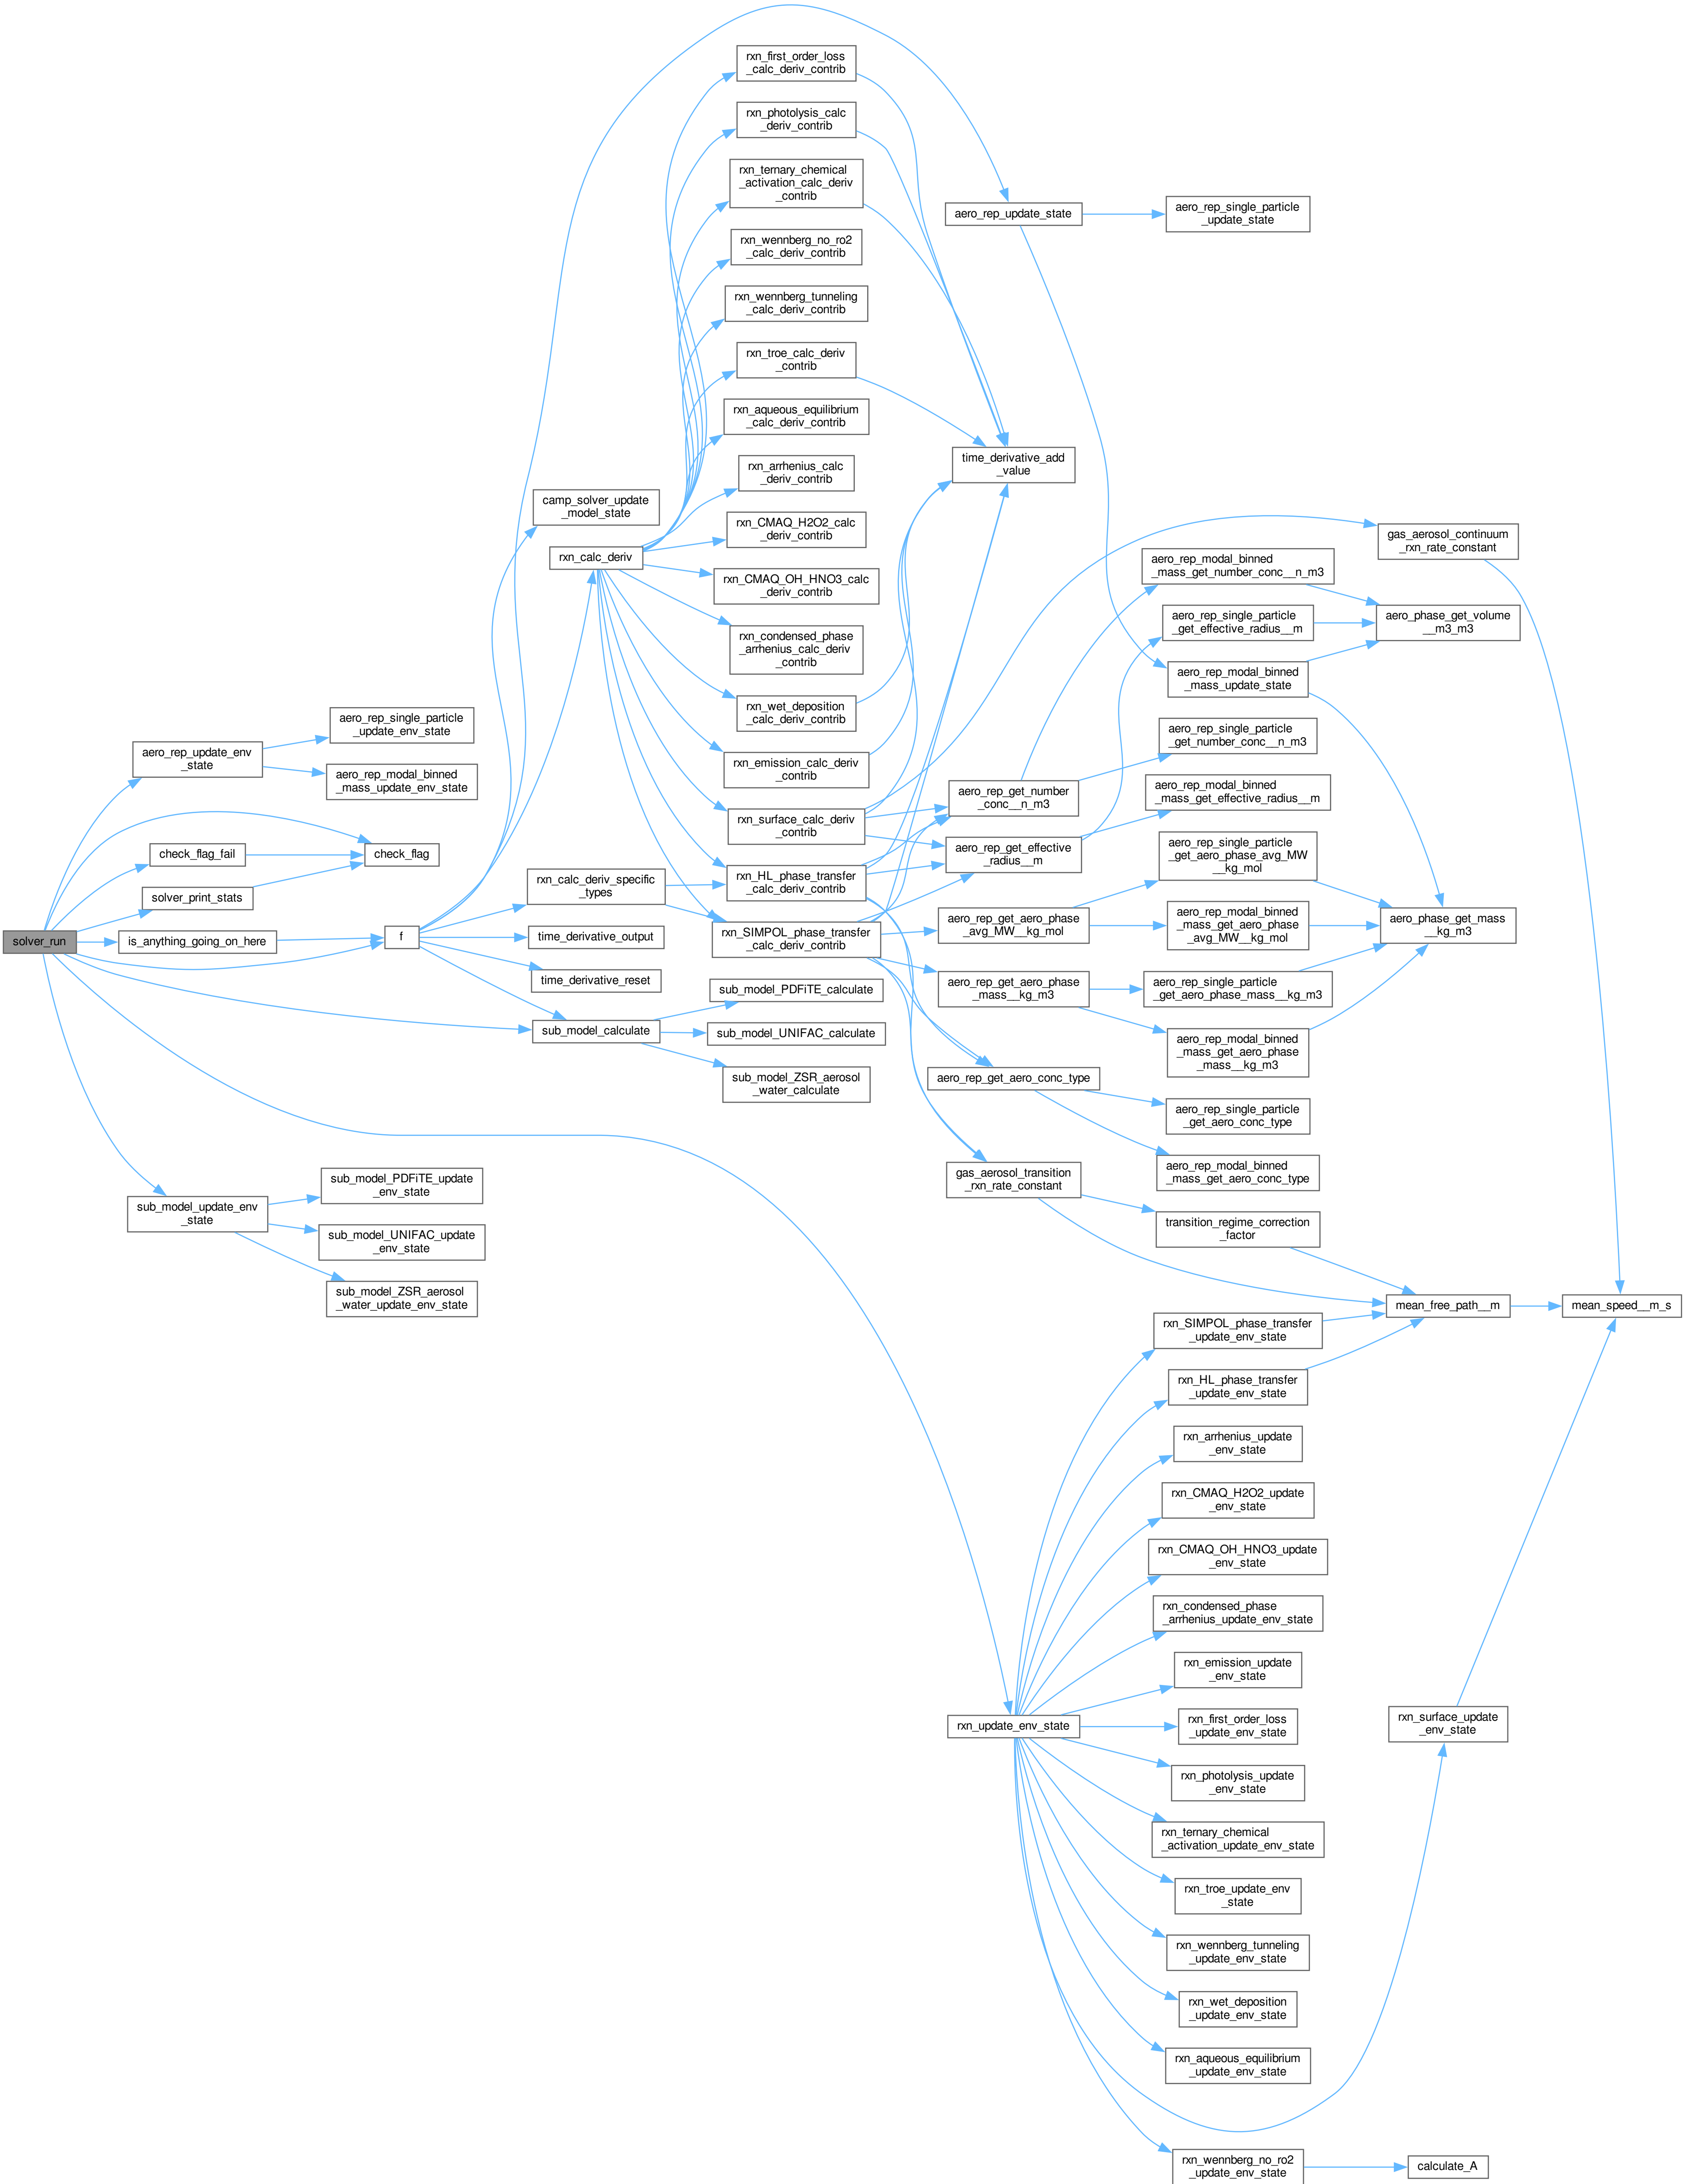 solver_run
aero_rep_update_env
_state
aero_rep_single_particle
_update_env_state
aero_rep_modal_binned
_mass_update_env_state
check_flag_fail
check_flag
solver_print_stats
is_anything_going_on_here
f
sub_model_update_env
_state
sub_model_PDFiTE_update
_env_state
sub_model_UNIFAC_update
_env_state
sub_model_ZSR_aerosol
_water_update_env_state
camp_solver_update
_model_state
rxn_calc_deriv
rxn_calc_deriv_specific
_types
time_derivative_output
time_derivative_reset
sub_model_calculate
sub_model_PDFiTE_calculate
sub_model_UNIFAC_calculate
sub_model_ZSR_aerosol
_water_calculate
rxn_first_order_loss
_calc_deriv_contrib
rxn_photolysis_calc
_deriv_contrib
rxn_ternary_chemical
_activation_calc_deriv
_contrib
rxn_wennberg_no_ro2
_calc_deriv_contrib
rxn_wennberg_tunneling
_calc_deriv_contrib
rxn_troe_calc_deriv
_contrib
rxn_aqueous_equilibrium
_calc_deriv_contrib
rxn_arrhenius_calc
_deriv_contrib
rxn_CMAQ_H2O2_calc
_deriv_contrib
rxn_CMAQ_OH_HNO3_calc
_deriv_contrib
rxn_condensed_phase
_arrhenius_calc_deriv
_contrib
rxn_wet_deposition
_calc_deriv_contrib
rxn_emission_calc_deriv
_contrib
rxn_surface_calc_deriv
_contrib
rxn_HL_phase_transfer
_calc_deriv_contrib
rxn_SIMPOL_phase_transfer
_calc_deriv_contrib
aero_rep_update_state
aero_rep_single_particle
_update_state
time_derivative_add
_value
gas_aerosol_continuum
_rxn_rate_constant
aero_rep_modal_binned
_mass_get_number_conc__n_m3
aero_rep_single_particle
_get_effective_radius__m
aero_phase_get_volume
__m3_m3
aero_rep_modal_binned
_mass_update_state
aero_rep_single_particle
_get_number_conc__n_m3
aero_rep_get_number
_conc__n_m3
aero_rep_modal_binned
_mass_get_effective_radius__m
aero_rep_get_effective
_radius__m
aero_rep_single_particle
_get_aero_phase_avg_MW
__kg_mol
aero_rep_get_aero_phase
_avg_MW__kg_mol
aero_rep_modal_binned
_mass_get_aero_phase
_avg_MW__kg_mol
aero_phase_get_mass
__kg_m3
aero_rep_get_aero_phase
_mass__kg_m3
aero_rep_single_particle
_get_aero_phase_mass__kg_m3
aero_rep_modal_binned
_mass_get_aero_phase
_mass__kg_m3
aero_rep_get_aero_conc_type
aero_rep_single_particle
_get_aero_conc_type
aero_rep_modal_binned
_mass_get_aero_conc_type
gas_aerosol_transition
_rxn_rate_constant
transition_regime_correction
_factor
mean_free_path__m
mean_speed__m_s
rxn_SIMPOL_phase_transfer
_update_env_state
rxn_HL_phase_transfer
_update_env_state
rxn_arrhenius_update
_env_state
rxn_CMAQ_H2O2_update
_env_state
rxn_CMAQ_OH_HNO3_update
_env_state
rxn_condensed_phase
_arrhenius_update_env_state
rxn_emission_update
_env_state
rxn_update_env_state
rxn_first_order_loss
_update_env_state
rxn_surface_update
_env_state
rxn_photolysis_update
_env_state
rxn_ternary_chemical
_activation_update_env_state
rxn_troe_update_env
_state
rxn_wennberg_tunneling
_update_env_state
rxn_wet_deposition
_update_env_state
rxn_aqueous_equilibrium
_update_env_state
rxn_wennberg_no_ro2
_update_env_state
calculate_A